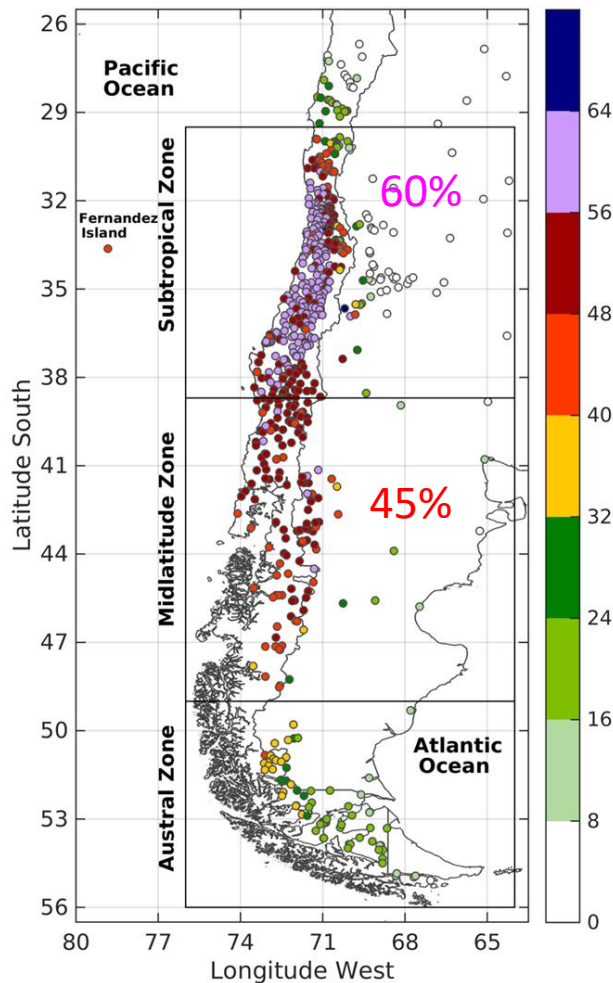 26
29
32
35
38
41
44
47
50
53
56
Latitude South
80
77
74
71
68
65
Longitude West
Pacific
Ocean
Fernandez
Island
Subtropical Zone
60%
Midlatitude Zone
45%
Austral Zone
Atlantic
Ocean
64
56
48
40
32
24
16
8
0